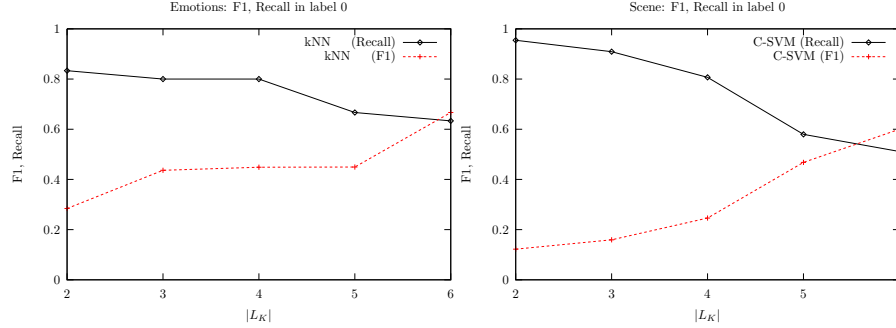 Emotions: F1, Recall in label 0
kNN (Recall)
kNN (F1)
F1, Recall
1
0.8
0.6
0.4
0.2
0
2 3 4 5 6
|L_K|
Scene: F1, Recall in label 0
C-SVM (Recall)
C-SVM (F1)
F1, Recall
1
0.8
0.6
0.4
0.2
0
2 3 4 5
|L_K|